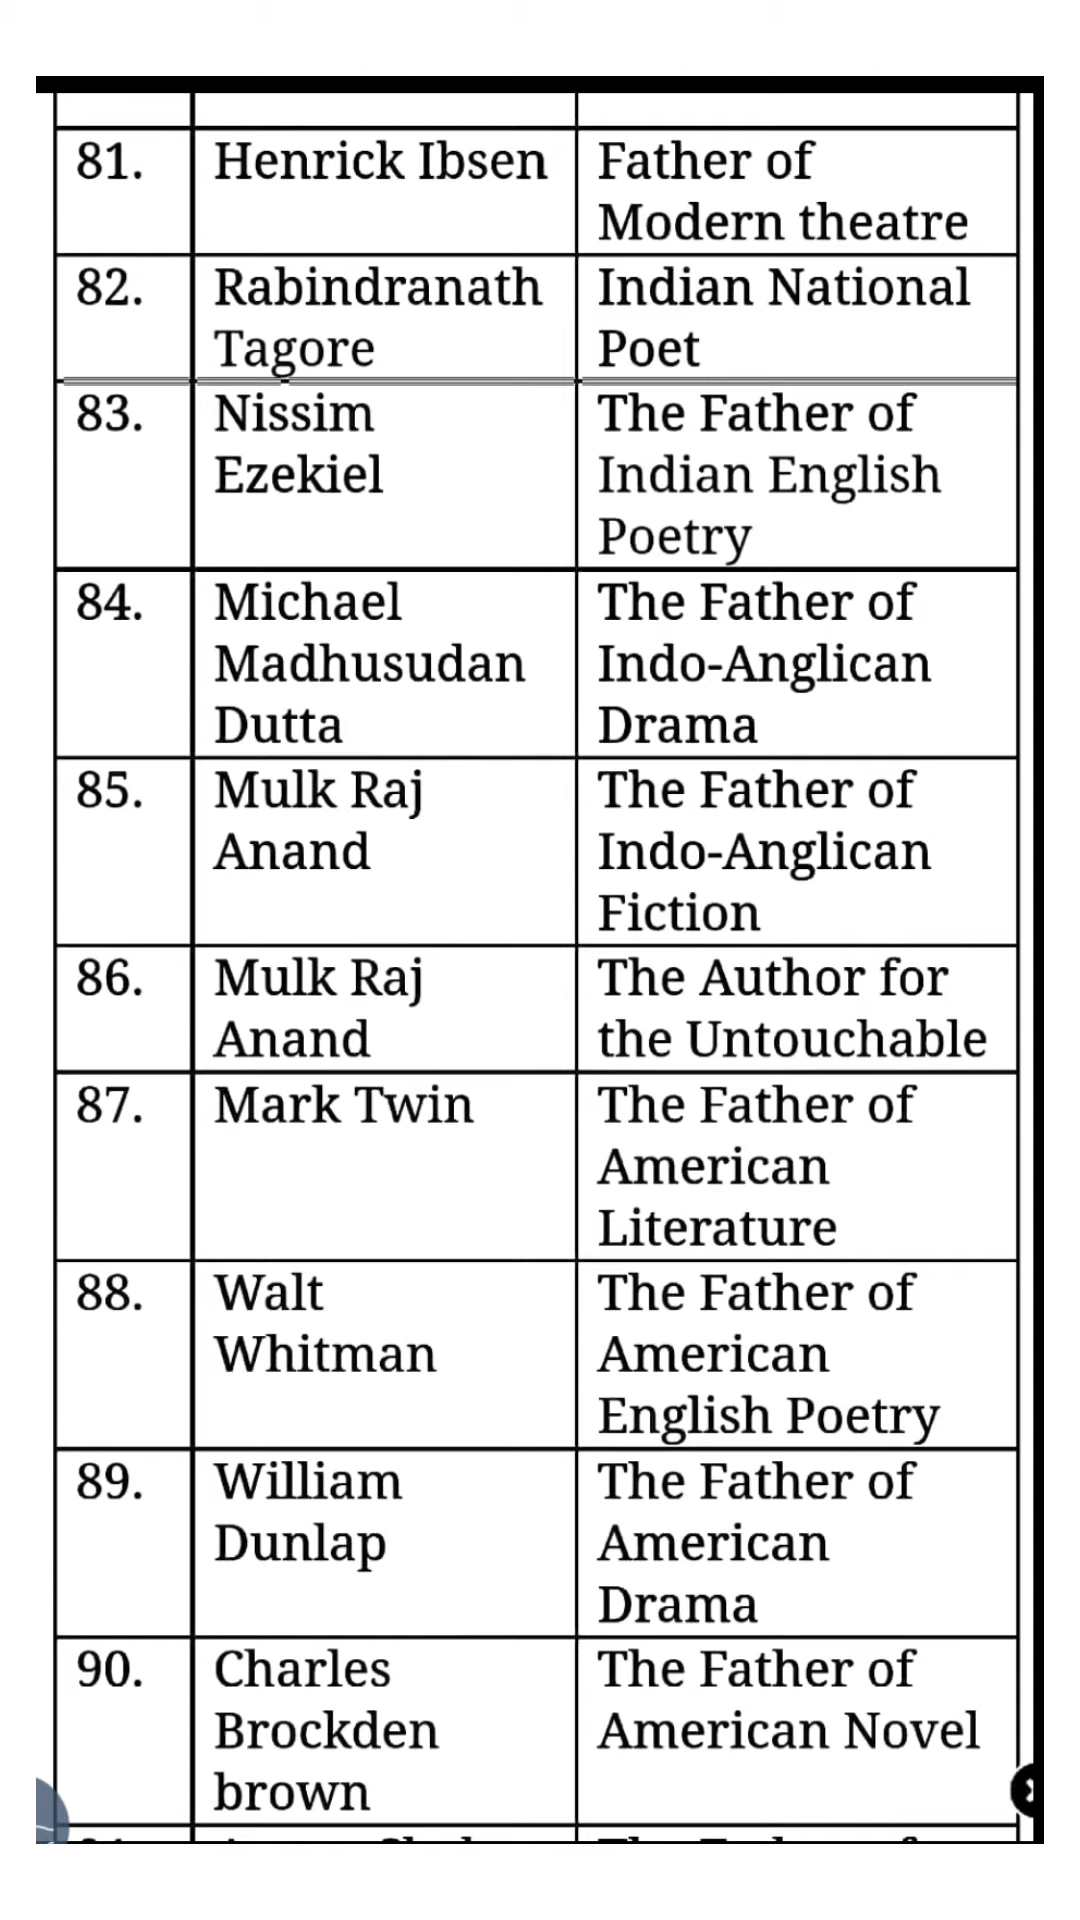 81. Henrick Ibsen Father of
Modern theatre
82. Rabindranath Indian National
Tagore Poet
83. Nissim The Father of
Ezekiel Indian English
Poetry
84. Michael The Father of
Madhusudan Indo-Anglican
Dutta Drama
85. Mulk Raj The Father of
Anand Indo-Anglican
Fiction
86. Mulk Raj The Author for
Anand the Untouchable
87. Mark Twin The Father of
American
Literature
88. Walt The Father of
Whitman American
English Poetry
89. William The Father of
Dunlap American
Drama
90. Charles The Father of
Brockden American Novel
brown